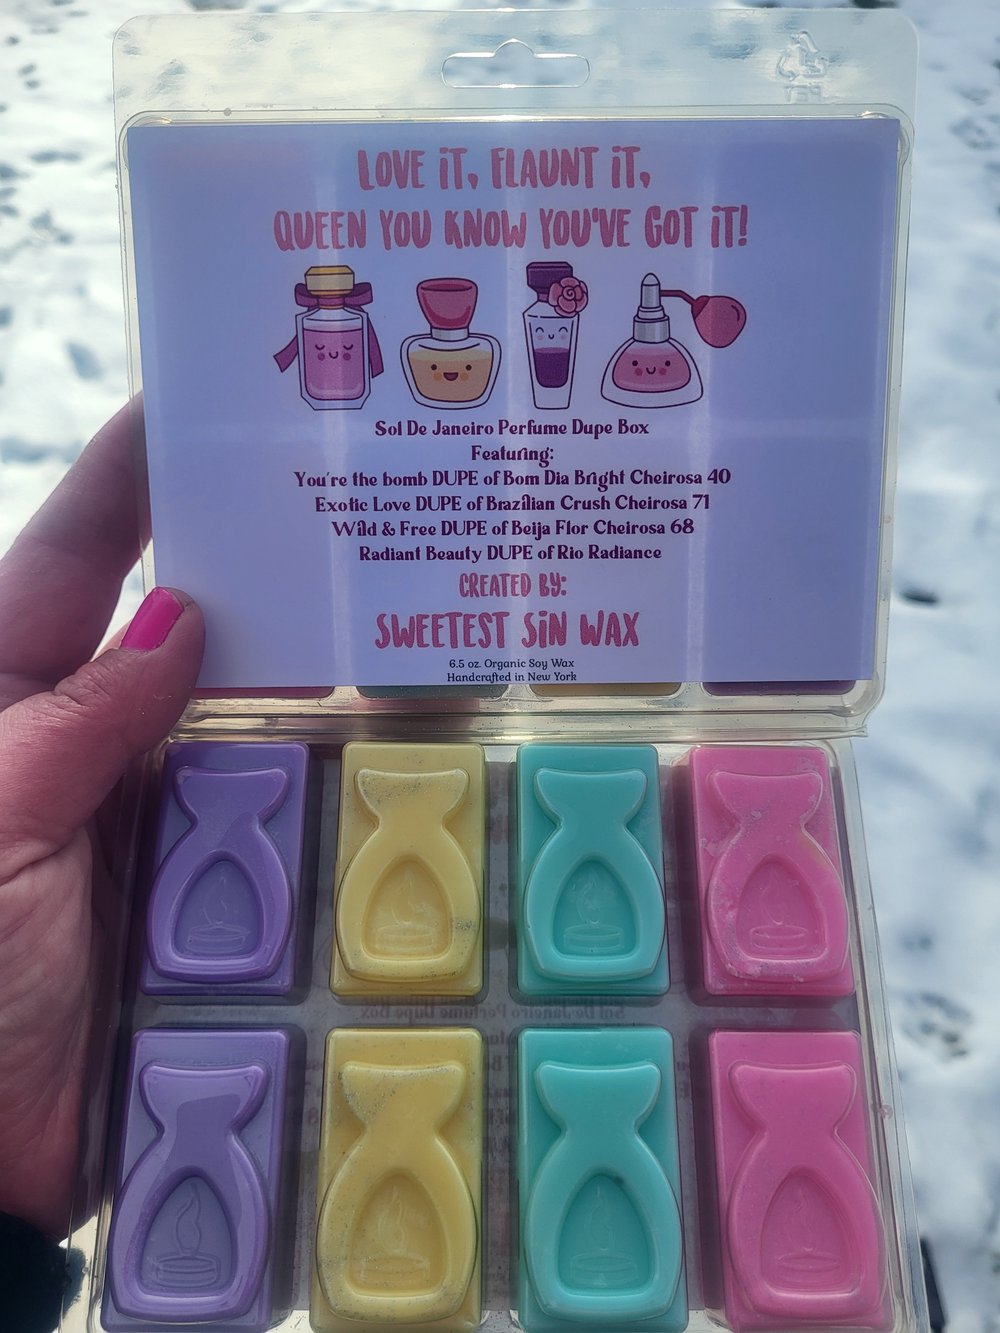 LOVE iT, FLAUNT iT,
QUEEN YOU KNOW YOU'VE GOT iT!
Sol De Janeiro Perfume Dupe Box
Featuring:
You're the bomb DUPE of Bom Dia Bright Cheirosa 40
Exotic Love DUPE of Brazilian Crush Cheirosa 71
Wild & Free DUPE of Beija Flor Cheirosa 68
Radiant Beauty DUPE of Rio Radiance
CREATED BY:
SWEETEST SiN WAX
6.5 oz. Organic Soy Wax
Handcrafted in New York